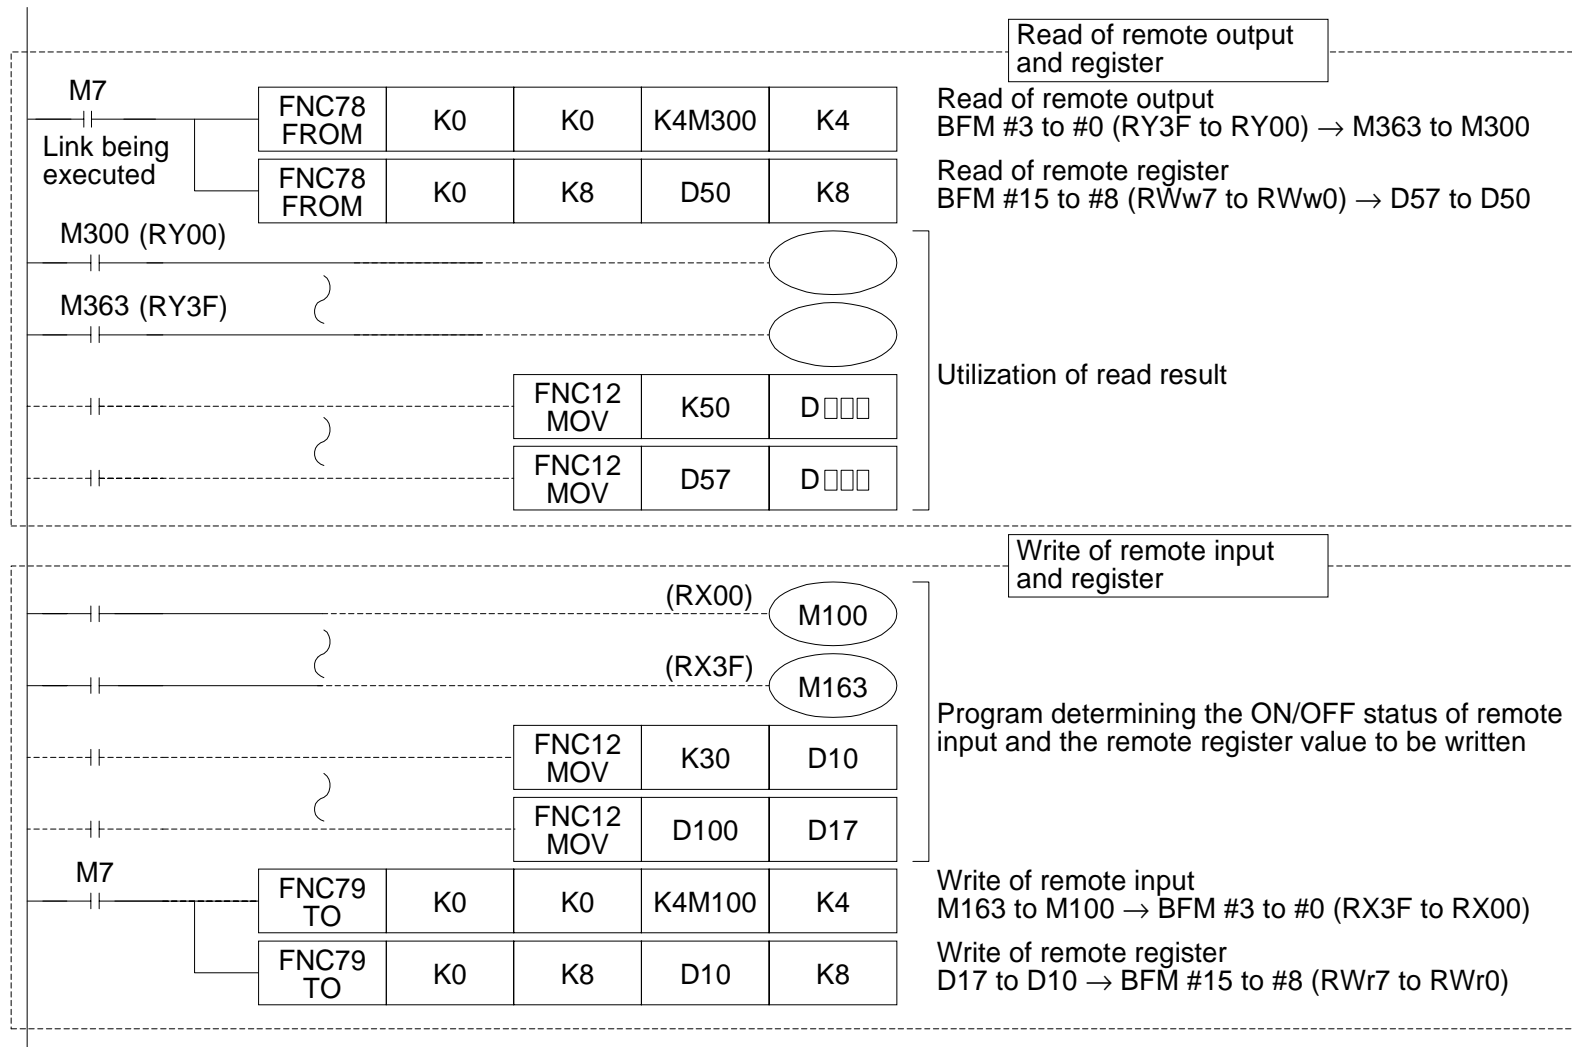 Read of remote output
and register
M7
Link being
executed
FNC78
FROM
K0
K0
K4M300
K4
Read of remote output
BFM #3 to #0 (RY3F to RY00) → M363 to M300
FNC78
FROM
K0
K8
D50
K8
Read of remote register
BFM #15 to #8 (RWw7 to RWw0) → D57 to D50
M300 (RY00)
M363 (RY3F)
Utilization of read result
FNC12
MOV
K50
D□□□
FNC12
MOV
D57
D□□□
Write of remote input
and register
(RX00)
M100
(RX3F)
M163
Program determining the ON/OFF status of remote
input and the remote register value to be written
FNC12
MOV
K30
D10
FNC12
MOV
D100
D17
M7
FNC79
TO
K0
K0
K4M100
K4
Write of remote input
M163 to M100 → BFM #3 to #0 (RX3F to RX00)
FNC79
TO
K0
K8
D10
K8
Write of remote register
D17 to D10 → BFM #15 to #8 (RWr7 to RWr0)